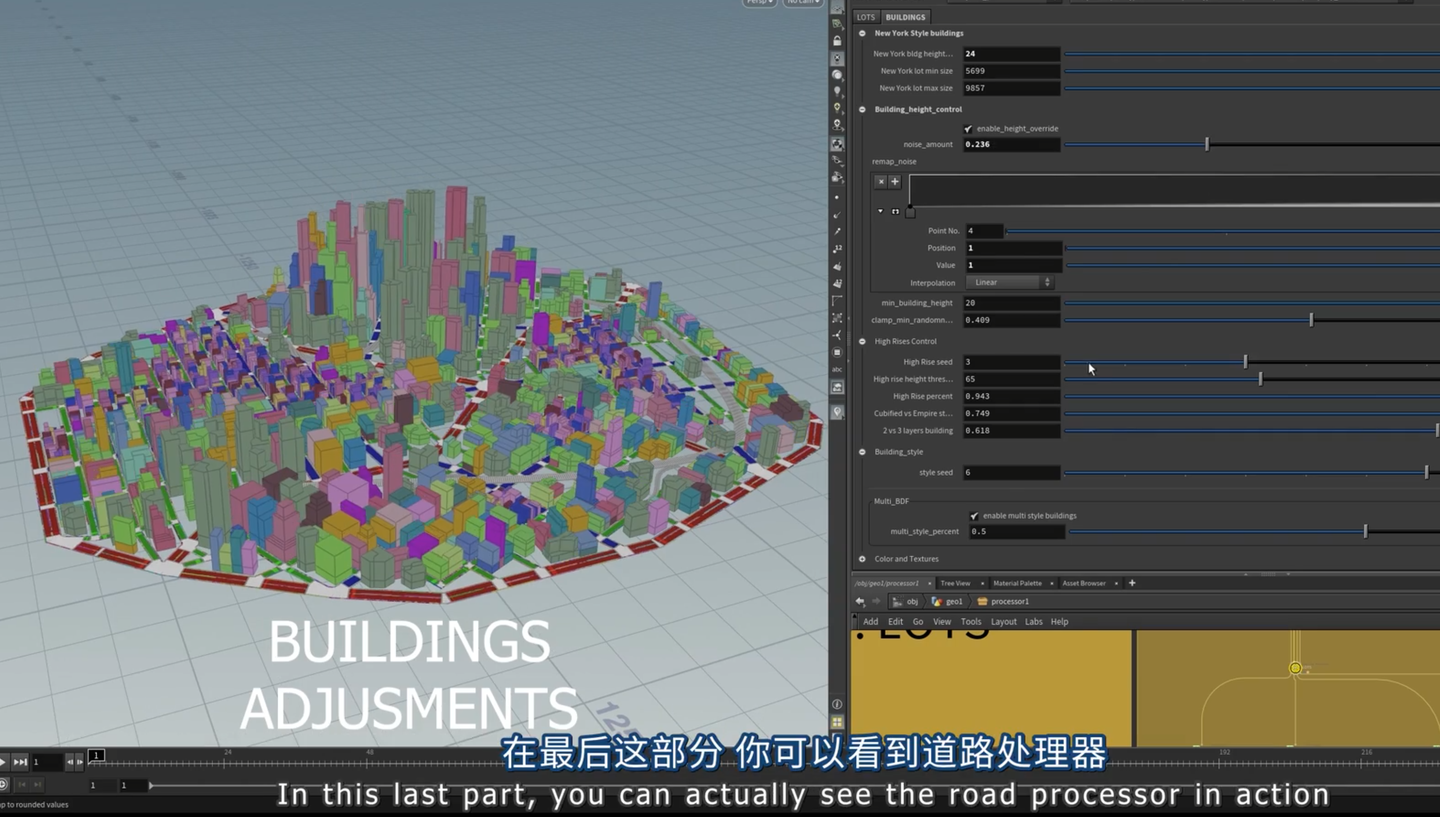 Persp
No cam
LOTS
BUILDINGS
New York Style buildings
New York bldg height... 24
New York lot min size 5699
New York lot max size 9857
Building_height_control
enable_height_override
noise_amount 0.236
remap_noise
Point No. 4
Position 1
Value 1
Interpolation Linear
min_building_height 20
clamp_min_randomn... 0.409
High Rises Control
High Rise seed 3
High rise height thres... 65
High Rise percent 0.943
Cubified vs Empire st... 0.749
2 vs 3 layers building 0.618
Building_style
style seed 6
Multi_BDF
enable multi style buildings
multi_style_percent 0.5
Color and Textures
/obj/geo1/processor1
Tree View
Material Palette
Asset Browser
obj geo1 processor1
Add Edit Go View Tools Layout Labs Help
abc
BUILDINGS
ADJUSMENTS
1 1 24 48 192 216
在最后这部分 你可以看到道路处理器
1 1
In this last part, you can actually see the road processor in action
to rounded values